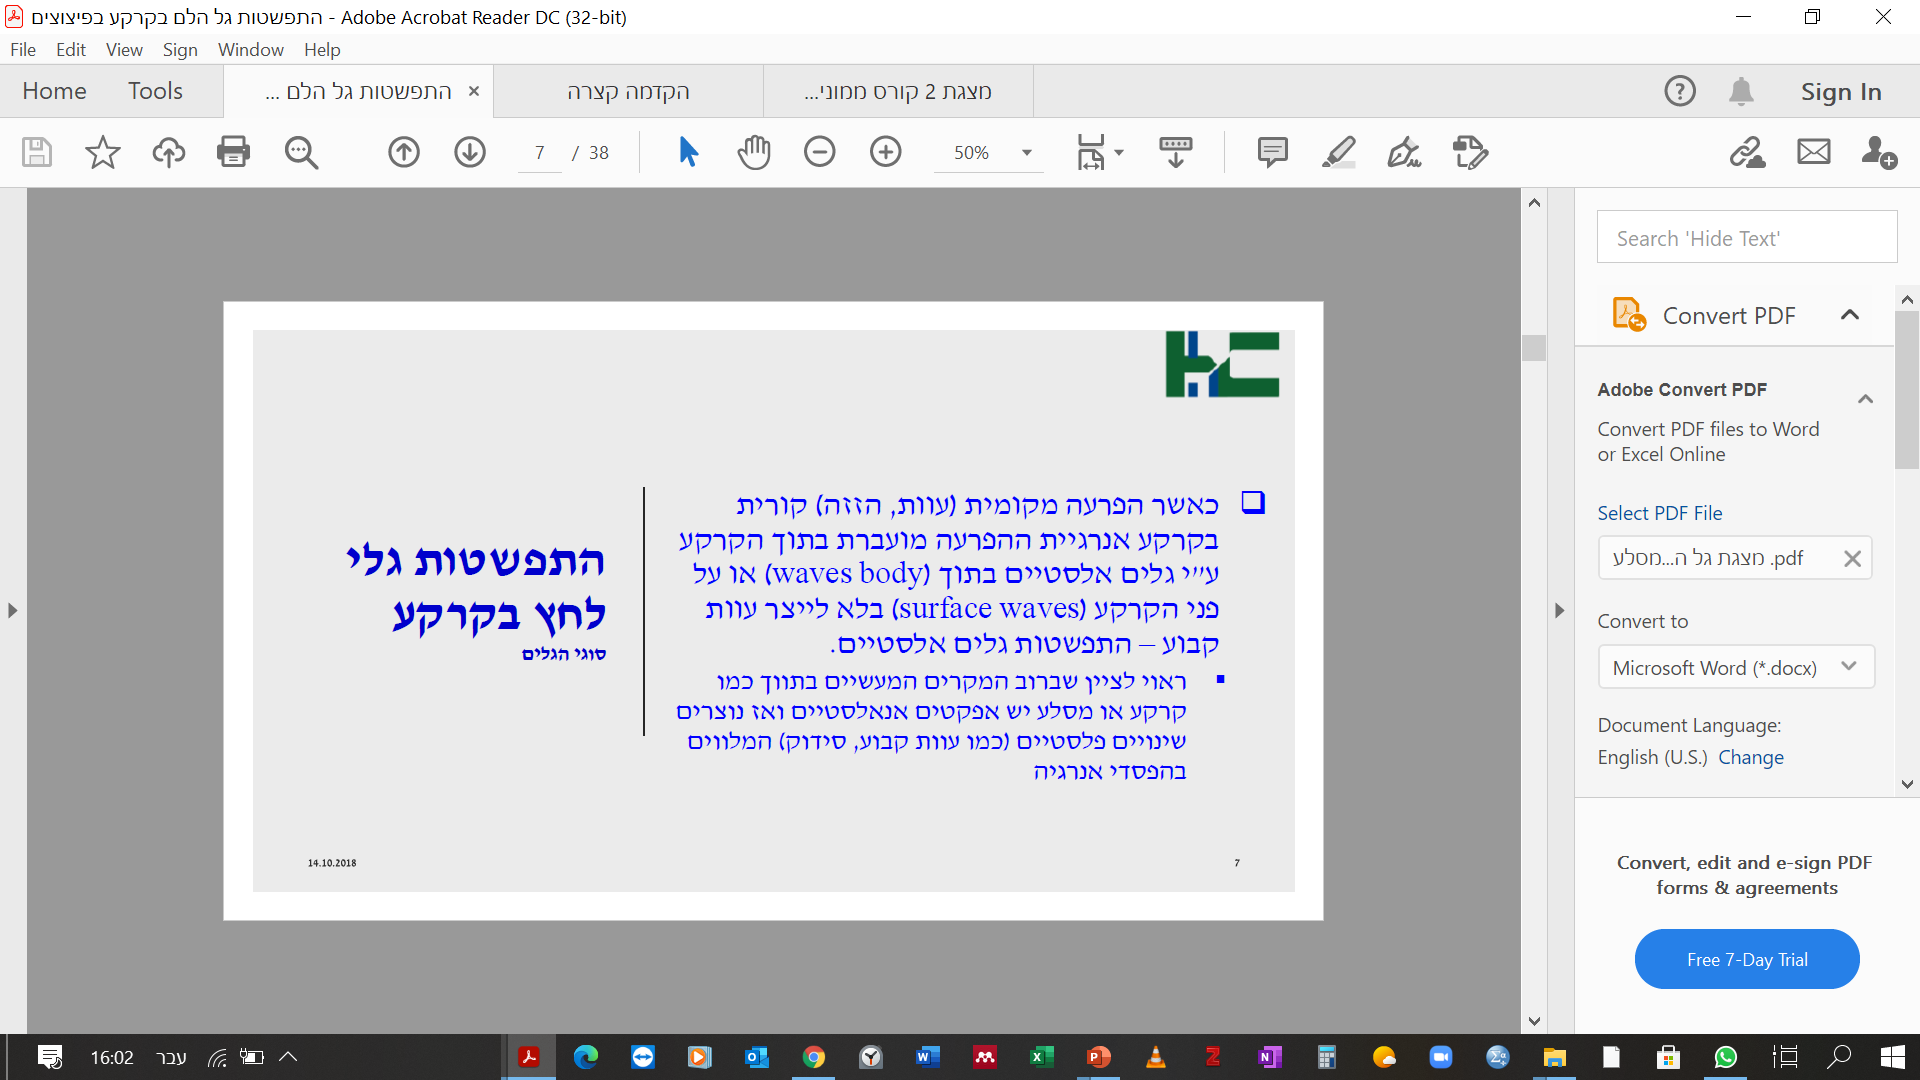 התפשטות גל הלם בקרקע בפיצוצים - Adobe Acrobat Reader DC (32-bit)
File Edit View Sign Window Help
Home Tools התפשטות גל הלם ... × הקדמה קצרה מצגת 2 קורס ממוני... Sign In
7 / 38 50%
Search 'Hide Text'
Convert PDF
Adobe Convert PDF
Convert PDF files to Word
or Excel Online
Select PDF File
מצגת גל ה...מסלע .pdf
Convert to
Microsoft Word (*.docx)
Document Language:
English (U.S.) Change
Convert, edit and e-sign PDF
forms & agreements
Free 7-Day Trial
כאשר הפרעה מקומית (עוות, הזזה) קורית
בקרקע אנרגיית ההפרעה מועברת בתוך הקרקע
ע״י גלים אלסטיים בתוך (waves body) או על
פני הקרקע (surface waves) בלא לייצר עוות
קבוע – התפשטות גלים אלסטיים.
ראוי לציין שברוב המקרים המעשיים בתווך כמו
קרקע או מסלע יש אפקטים אנאלסטיים ואז נוצרים
שינויים פלסטיים (כמו עוות קבוע, סידוק) המלווים
בהפסדי אנרגיה
התפשטות גלי
לחץ בקרקע
סוגי הגלים
14.10.2018
7
16:02 עבר